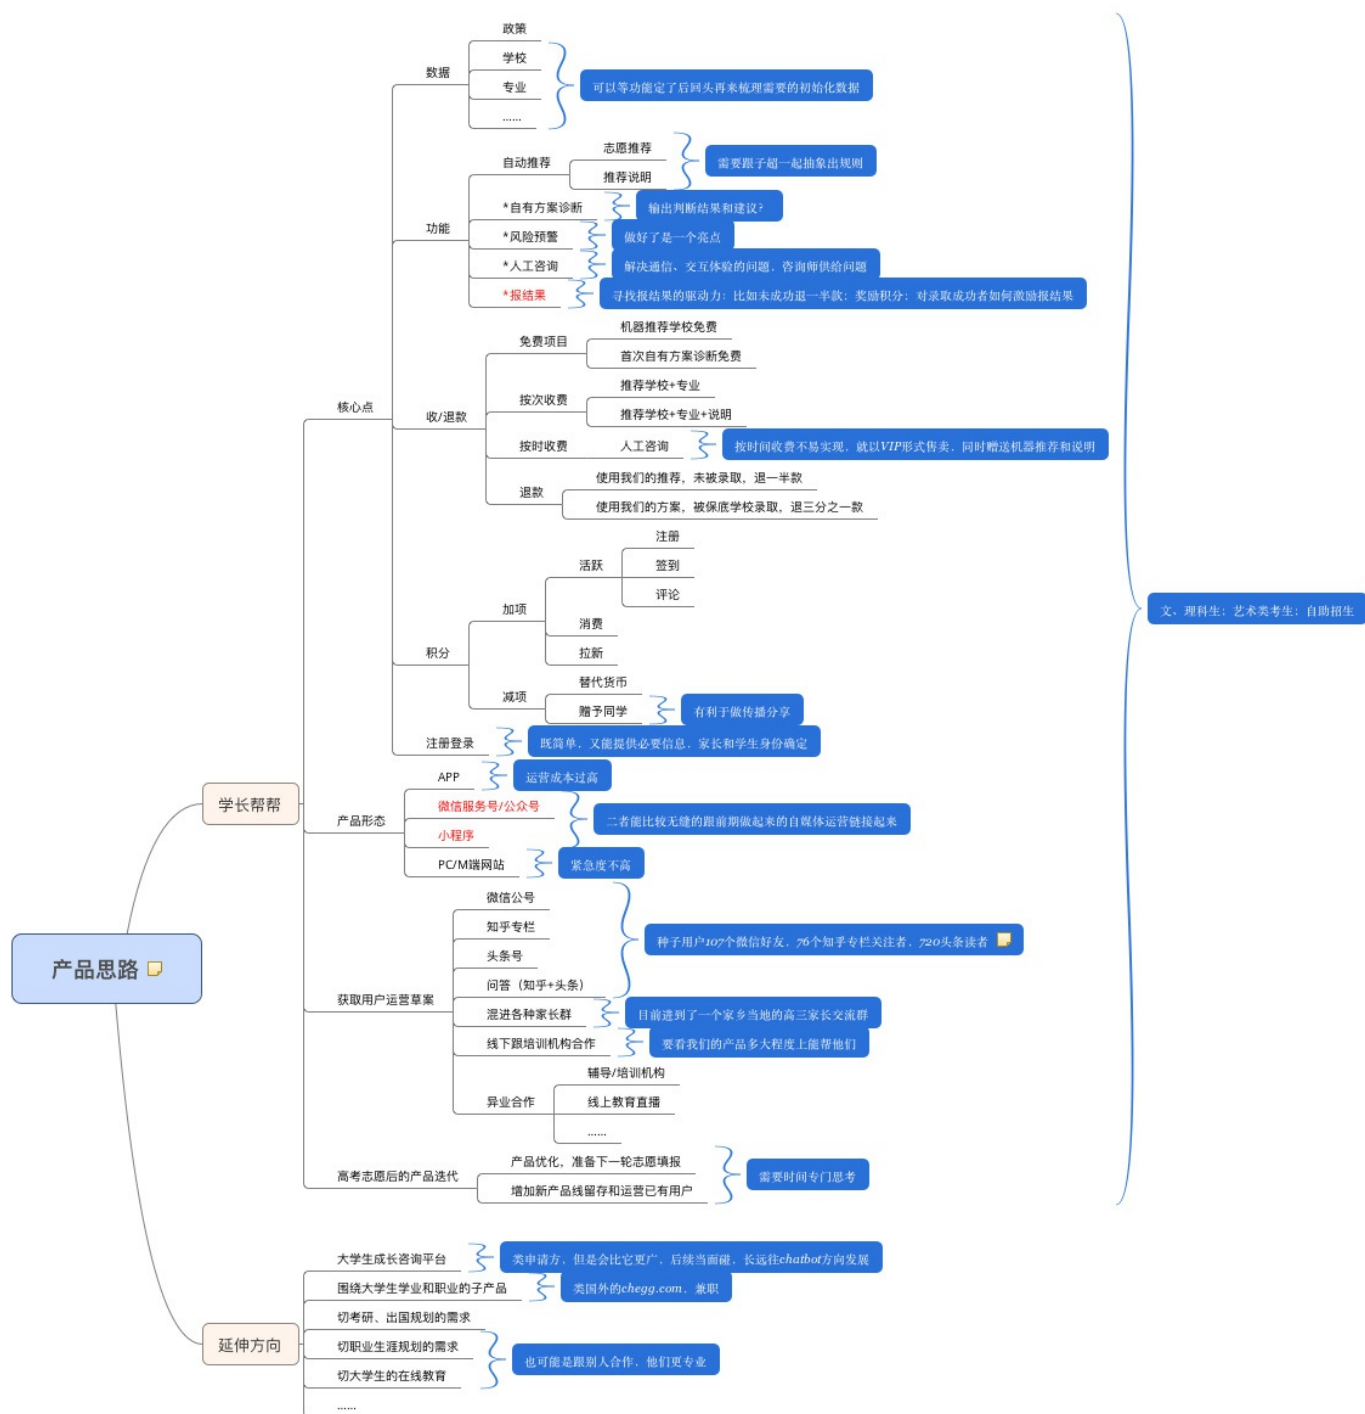 产品思路
学长帮帮
核心点
数据
政策
学校
专业
......
可以等功能定了后回头再来梳理需要的初始化数据
功能
自动推荐
志愿推荐
推荐说明
需要跟子超一起抽象出规则
*自有方案诊断
输出判断结果和建议？
*风险预警
做好了是一个亮点
*人工咨询
解决通信、交互体验的问题，咨询师供给问题
*报结果
寻找报结果的驱动力：比如未成功退一半款；奖励积分；对录取成功者如何激励报结果
收/退款
免费项目
机器推荐学校免费
首次自有方案诊断免费
按次收费
推荐学校+专业
推荐学校+专业+说明
按时收费
人工咨询
按时间收费不易实现，就以VIP形式售卖，同时赠送机器推荐和说明
退款
使用我们的推荐，未被录取，退一半款
使用我们的方案，被保底学校录取，退三分之一款
积分
加项
活跃
注册
签到
评论
消费
拉新
减项
替代货币
赠予同学
有利于做传播分享
注册登录
既简单，又能提供必要信息，家长和学生身份确定
产品形态
APP
运营成本过高
微信服务号/公众号
小程序
二者能比较无缝的跟前期做起来的自媒体运营链接起来
PC/M端网站
紧急度不高
获取用户运营草案
微信公号
知乎专栏
头条号
问答（知乎+头条）
种子用户107个微信好友，76个知乎专栏关注者，720头条读者
混进各种家长群
目前进到了一个家乡当地的高三家长交流群
线下跟培训机构合作
要看我们的产品多大程度上能帮他们
异业合作
辅导/培训机构
线上教育直播
......
高考志愿后的产品迭代
产品优化，准备下一轮志愿填报
增加新产品线留存和运营已有用户
需要时间专门思考
文、理科生；艺术类考生；自助招生
延伸方向
大学生成长咨询平台
类申请方，但是会比它更广，后续当面碰，长远往chatbot方向发展
围绕大学生学业和职业的子产品
类国外的chegg.com，兼职
切考研、出国规划的需求
切职业生涯规划的需求
切大学生的在线教育
也可能是跟别人合作，他们更专业
......